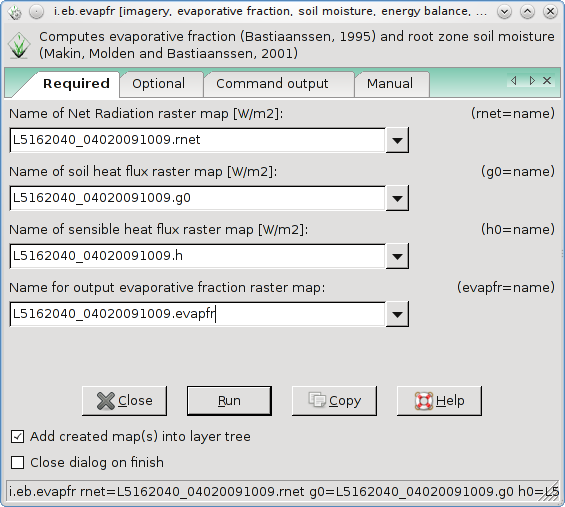 i.eb.evapfr [imagery, evaporative fraction, soil moisture, energy balance, ...
Computes evaporative fraction (Bastiaanssen, 1995) and root zone soil moisture
(Makin, Molden and Bastiaanssen, 2001)
Required Optional Command output Manual
Name of Net Radiation raster map [W/m2]: (rnet=name)
L5162040_04020091009.rnet
Name of soil heat flux raster map [W/m2]: (g0=name)
L5162040_04020091009.g0
Name of sensible heat flux raster map [W/m2]: (h0=name)
L5162040_04020091009.h
Name for output evaporative fraction raster map: (evapfr=name)
L5162040_04020091009.evapfr
Close Run Copy Help
Add created map(s) into layer tree
Close dialog on finish
i.eb.evapfr rnet=L5162040_04020091009.rnet g0=L5162040_04020091009.g0 h0=L5